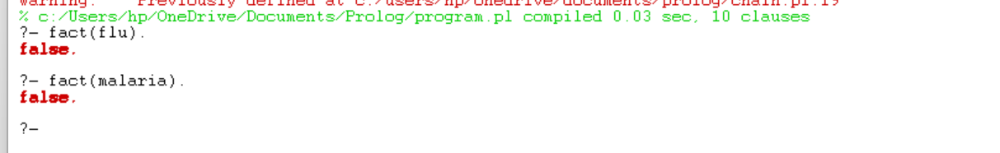 Warning:    Previously defined at c:/users/hp/onedrive/documents/prolog/chain.pl:19
% c:/Users/hp/OneDrive/Documents/Prolog/program.pl compiled 0.03 sec, 10 clauses
?- fact(flu).
false.
?- fact(malaria).
false.
?-